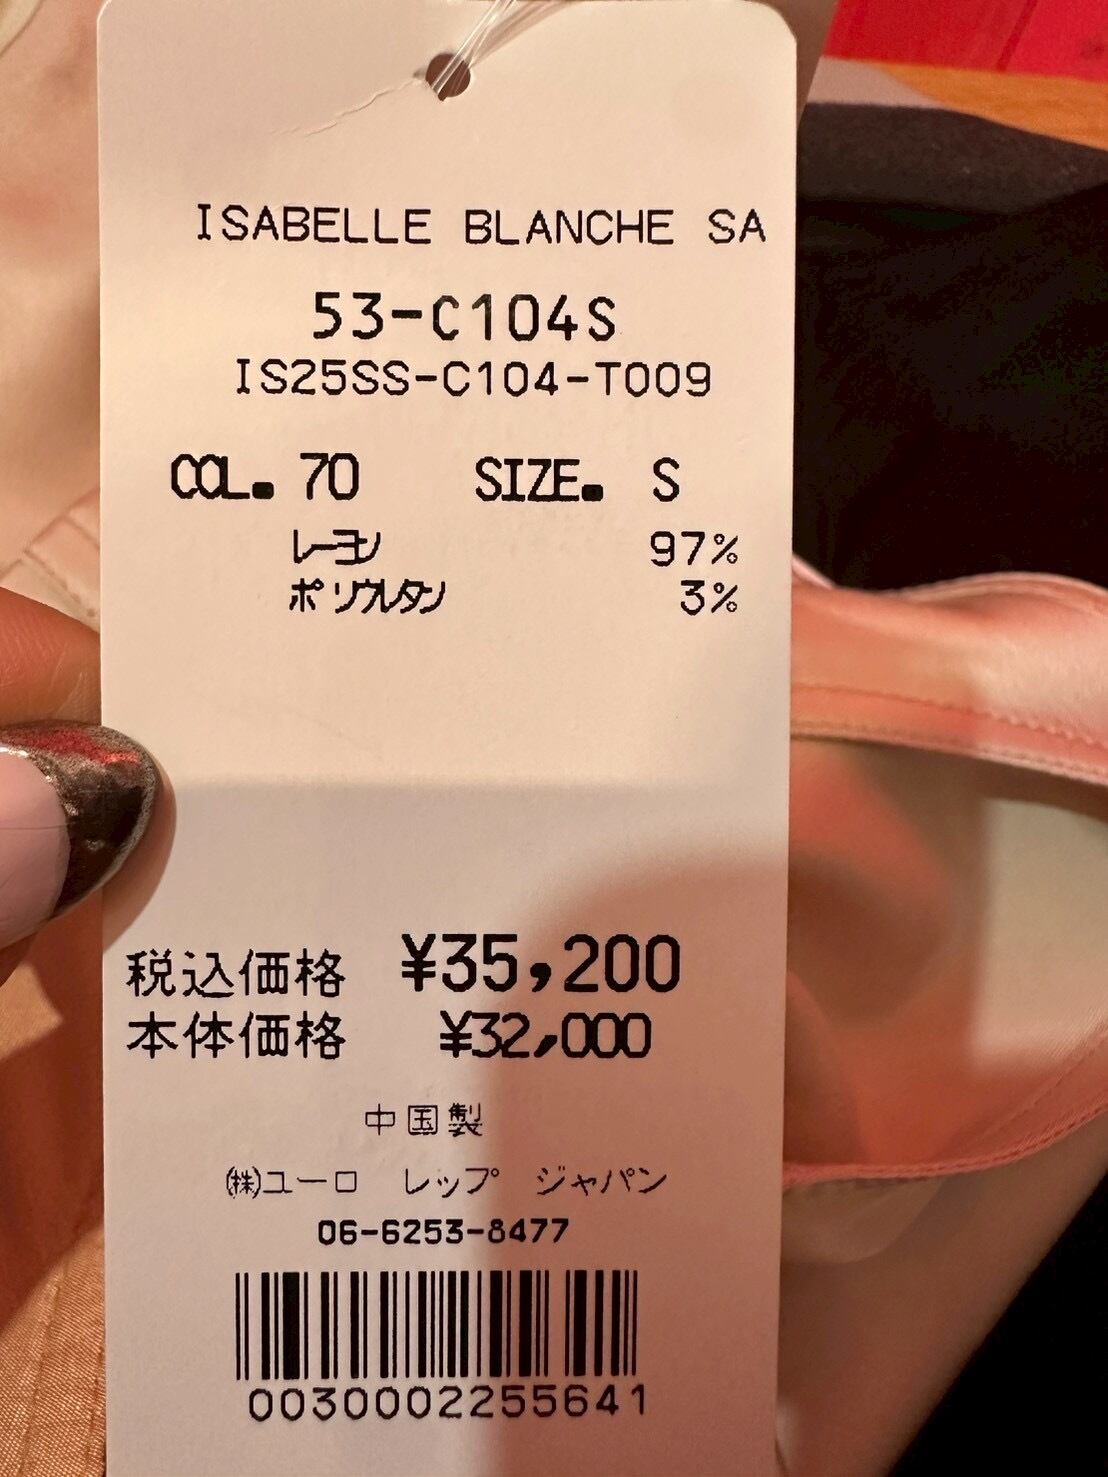 ISABELLE BLANCHE SA
53-C104S
IS25SS-C104-T009
COL. 70 SIZE. S
レーヨン 97%
ポリウレタン 3%
税込価格 ¥35,200
本体価格 ¥32,000
中国製
㈱ユーロ レップ ジャパン
06-6253-8477
0030002255641